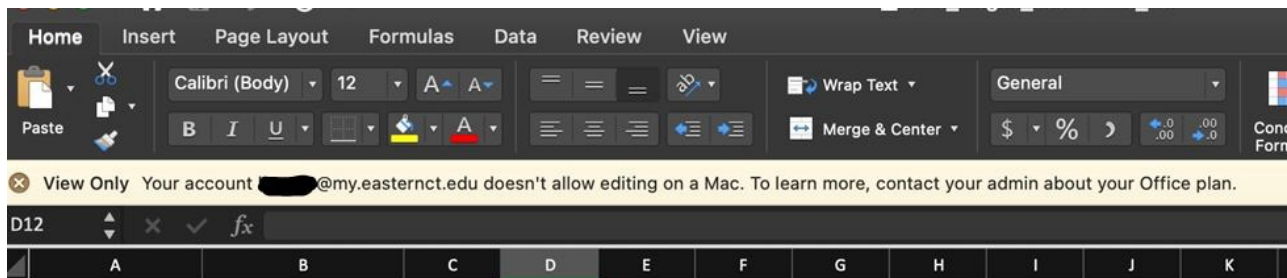 Home Insert Page Layout Formulas Data Review View
Calibri (Body) 12 A A Wrap Text General
Paste B I U A Merge & Center $ % .0 .00 .00 .0
View Only Your account @my.easternct.edu doesn't allow editing on a Mac. To learn more, contact your admin about your Office plan.
D12 fx
A B C D E F G H I J K